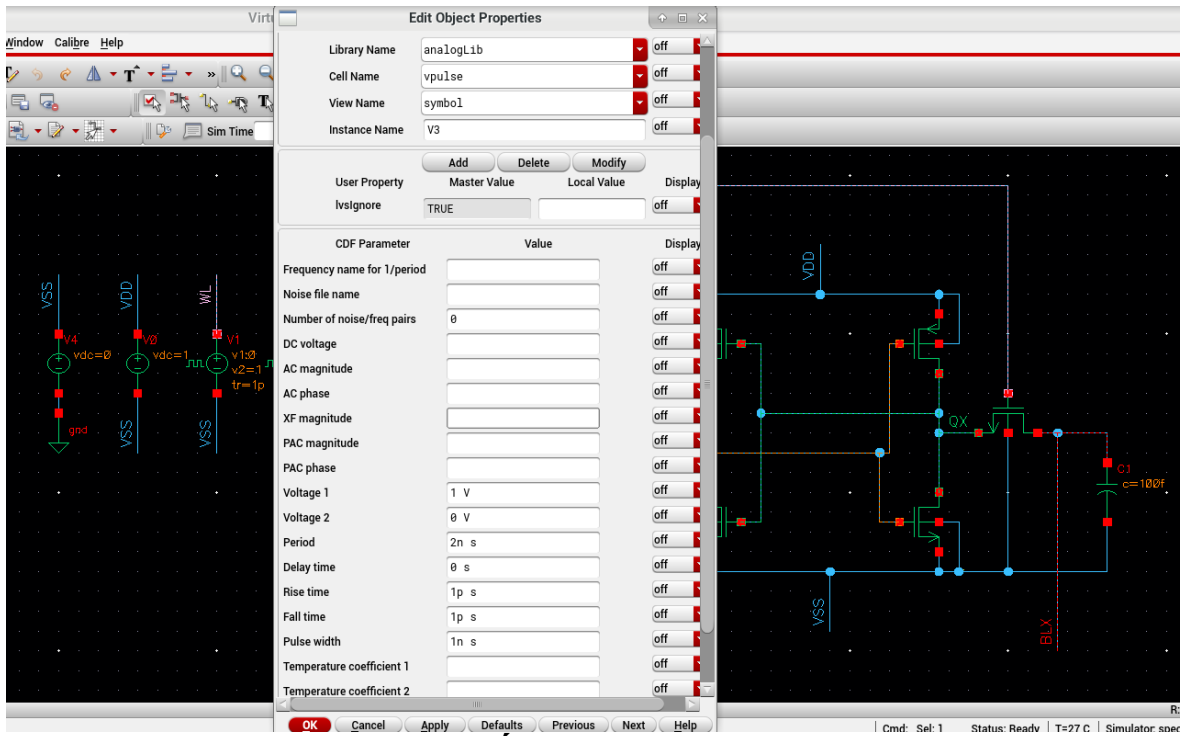 Virtu
Edit Object Properties
Window Calibre Help
Sim Time
Library Name analogLib off
Cell Name vpulse off
View Name symbol off
Instance Name V3 off
Add Delete Modify
User Property Master Value Local Value Display
lvsIgnore TRUE off
CDF Parameter Value Display
Frequency name for 1/period off
Noise file name off
Number of noise/freq pairs 0 off
DC voltage off
AC magnitude off
AC phase off
XF magnitude off
PAC magnitude off
PAC phase off
Voltage 1 1 V off
Voltage 2 0 V off
Period 2n s off
Delay time 0 s off
Rise time 1p s off
Fall time 1p s off
Pulse width 1n s off
Temperature coefficient 1 off
Temperature coefficient 2 off
OK Cancel Apply Defaults Previous Next Help
VSS
VDD
WL
V4
vdc=0
V0
vdc=1
V1
v1:0
v2=1
tr=1p
gnd
VSS
VSS
VDD
QX
C1
c=100f
VSS
BLX
R:
Cmd: Sel: 1 Status: Ready T=27 C Simulator: spec